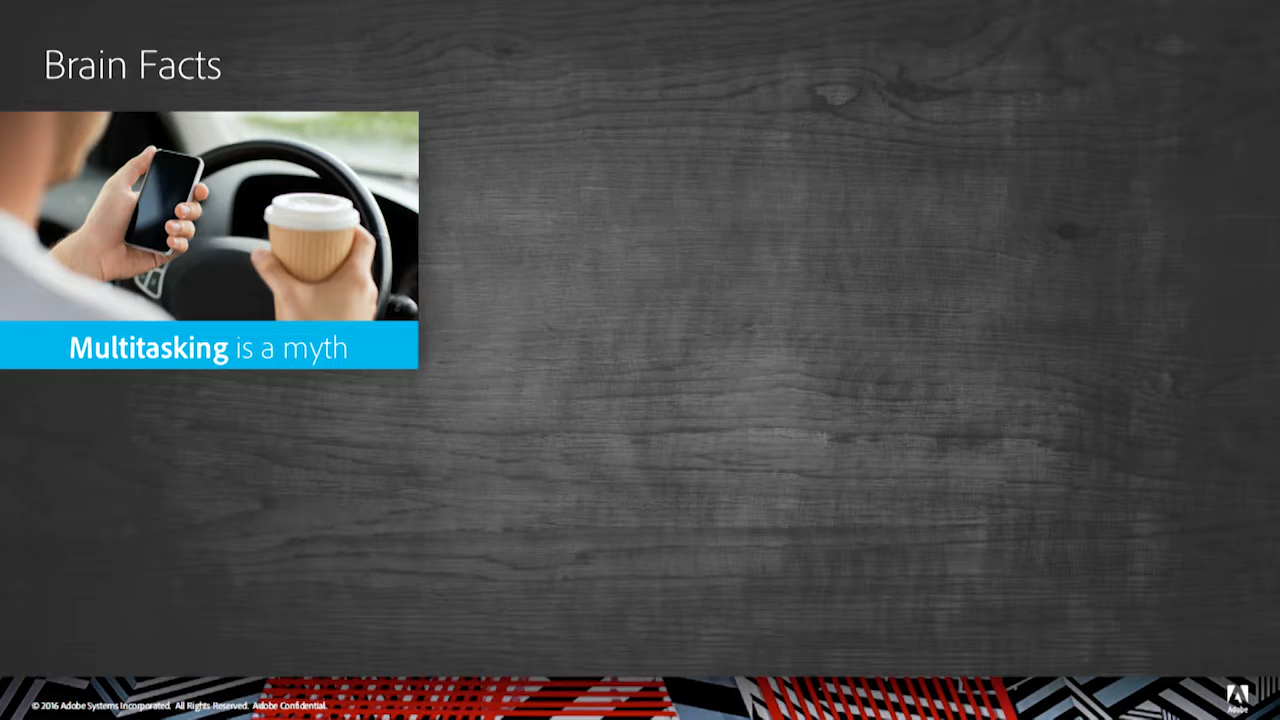 Brain Facts
Multitasking is a myth
© 2016 Adobe Systems Incorporated. All Rights Reserved. Adobe Confidential.
Adobe